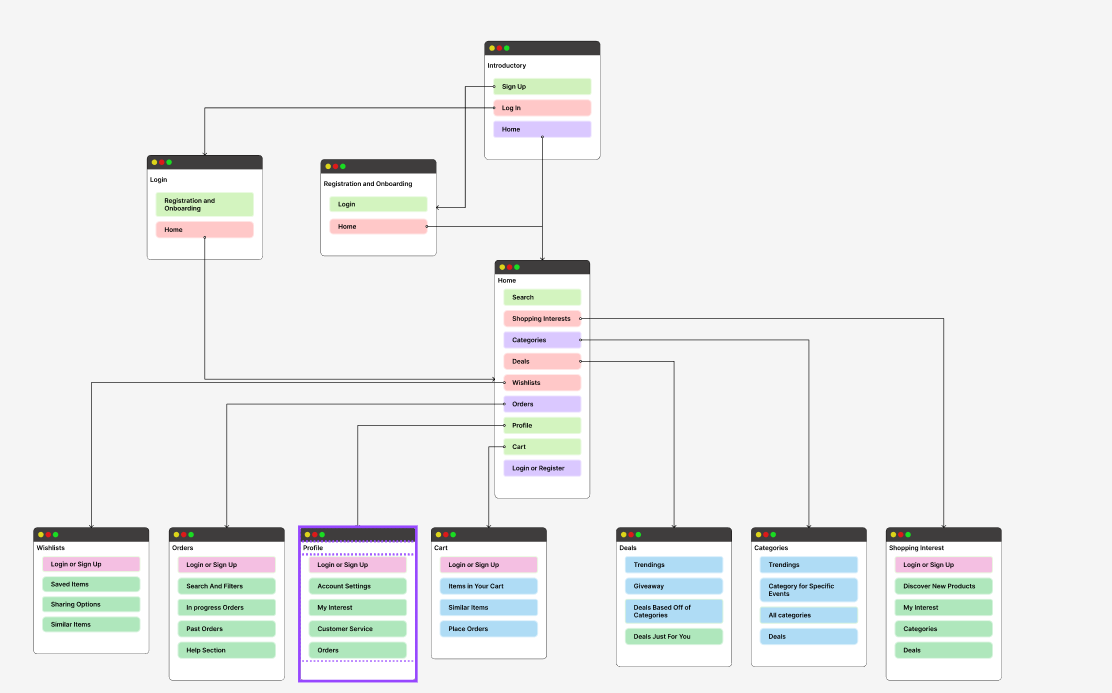 Introductory
Sign Up
Log In
Home
Login
Registration and
Onboarding
Home
Registration and Onboarding
Login
Home
Home
Search
Shopping Interests
Categories
Deals
Wishlists
Orders
Profile
Cart
Login or Register
Wishlists
Login or Sign Up
Saved Items
Sharing Options
Similar Items
Orders
Login or Sign Up
Search And Filters
In progress Orders
Past Orders
Help Section
Profile
Login or Sign Up
Account Settings
My Interest
Customer Service
Orders
Cart
Login or Sign Up
Items in Your Cart
Similar Items
Place Orders
Deals
Trendings
Giveaway
Deals Based Off of
Categories
Deals Just For You
Categories
Trendings
Category for Specific
Events
All categories
Deals
Shopping Interest
Login or Sign Up
Discover New Products
My Interest
Categories
Deals